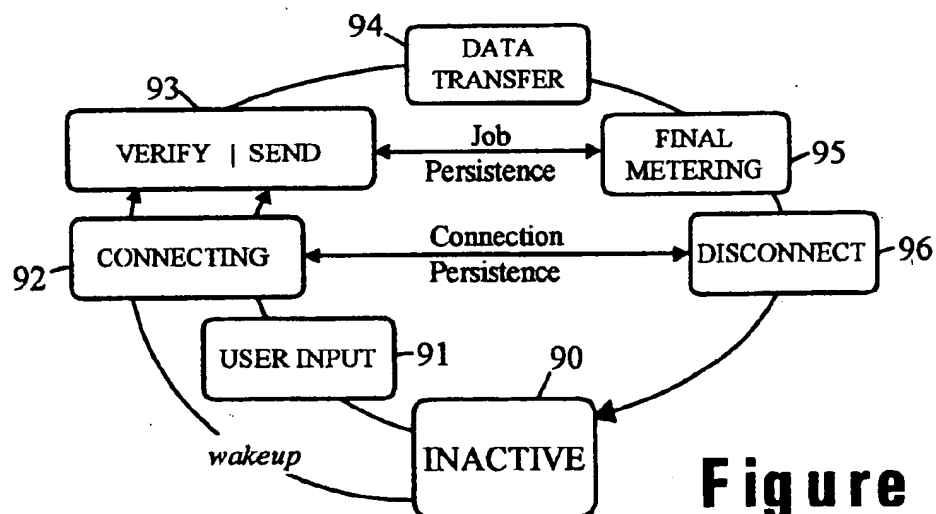 94
DATA
TRANSFER
93
VERIFY | SEND
Job
Persistence
FINAL
METERING
95
92
CONNECTING
Connection
Persistence
DISCONNECT
96
USER INPUT
91
90
wakeup
INACTIVE
Figure